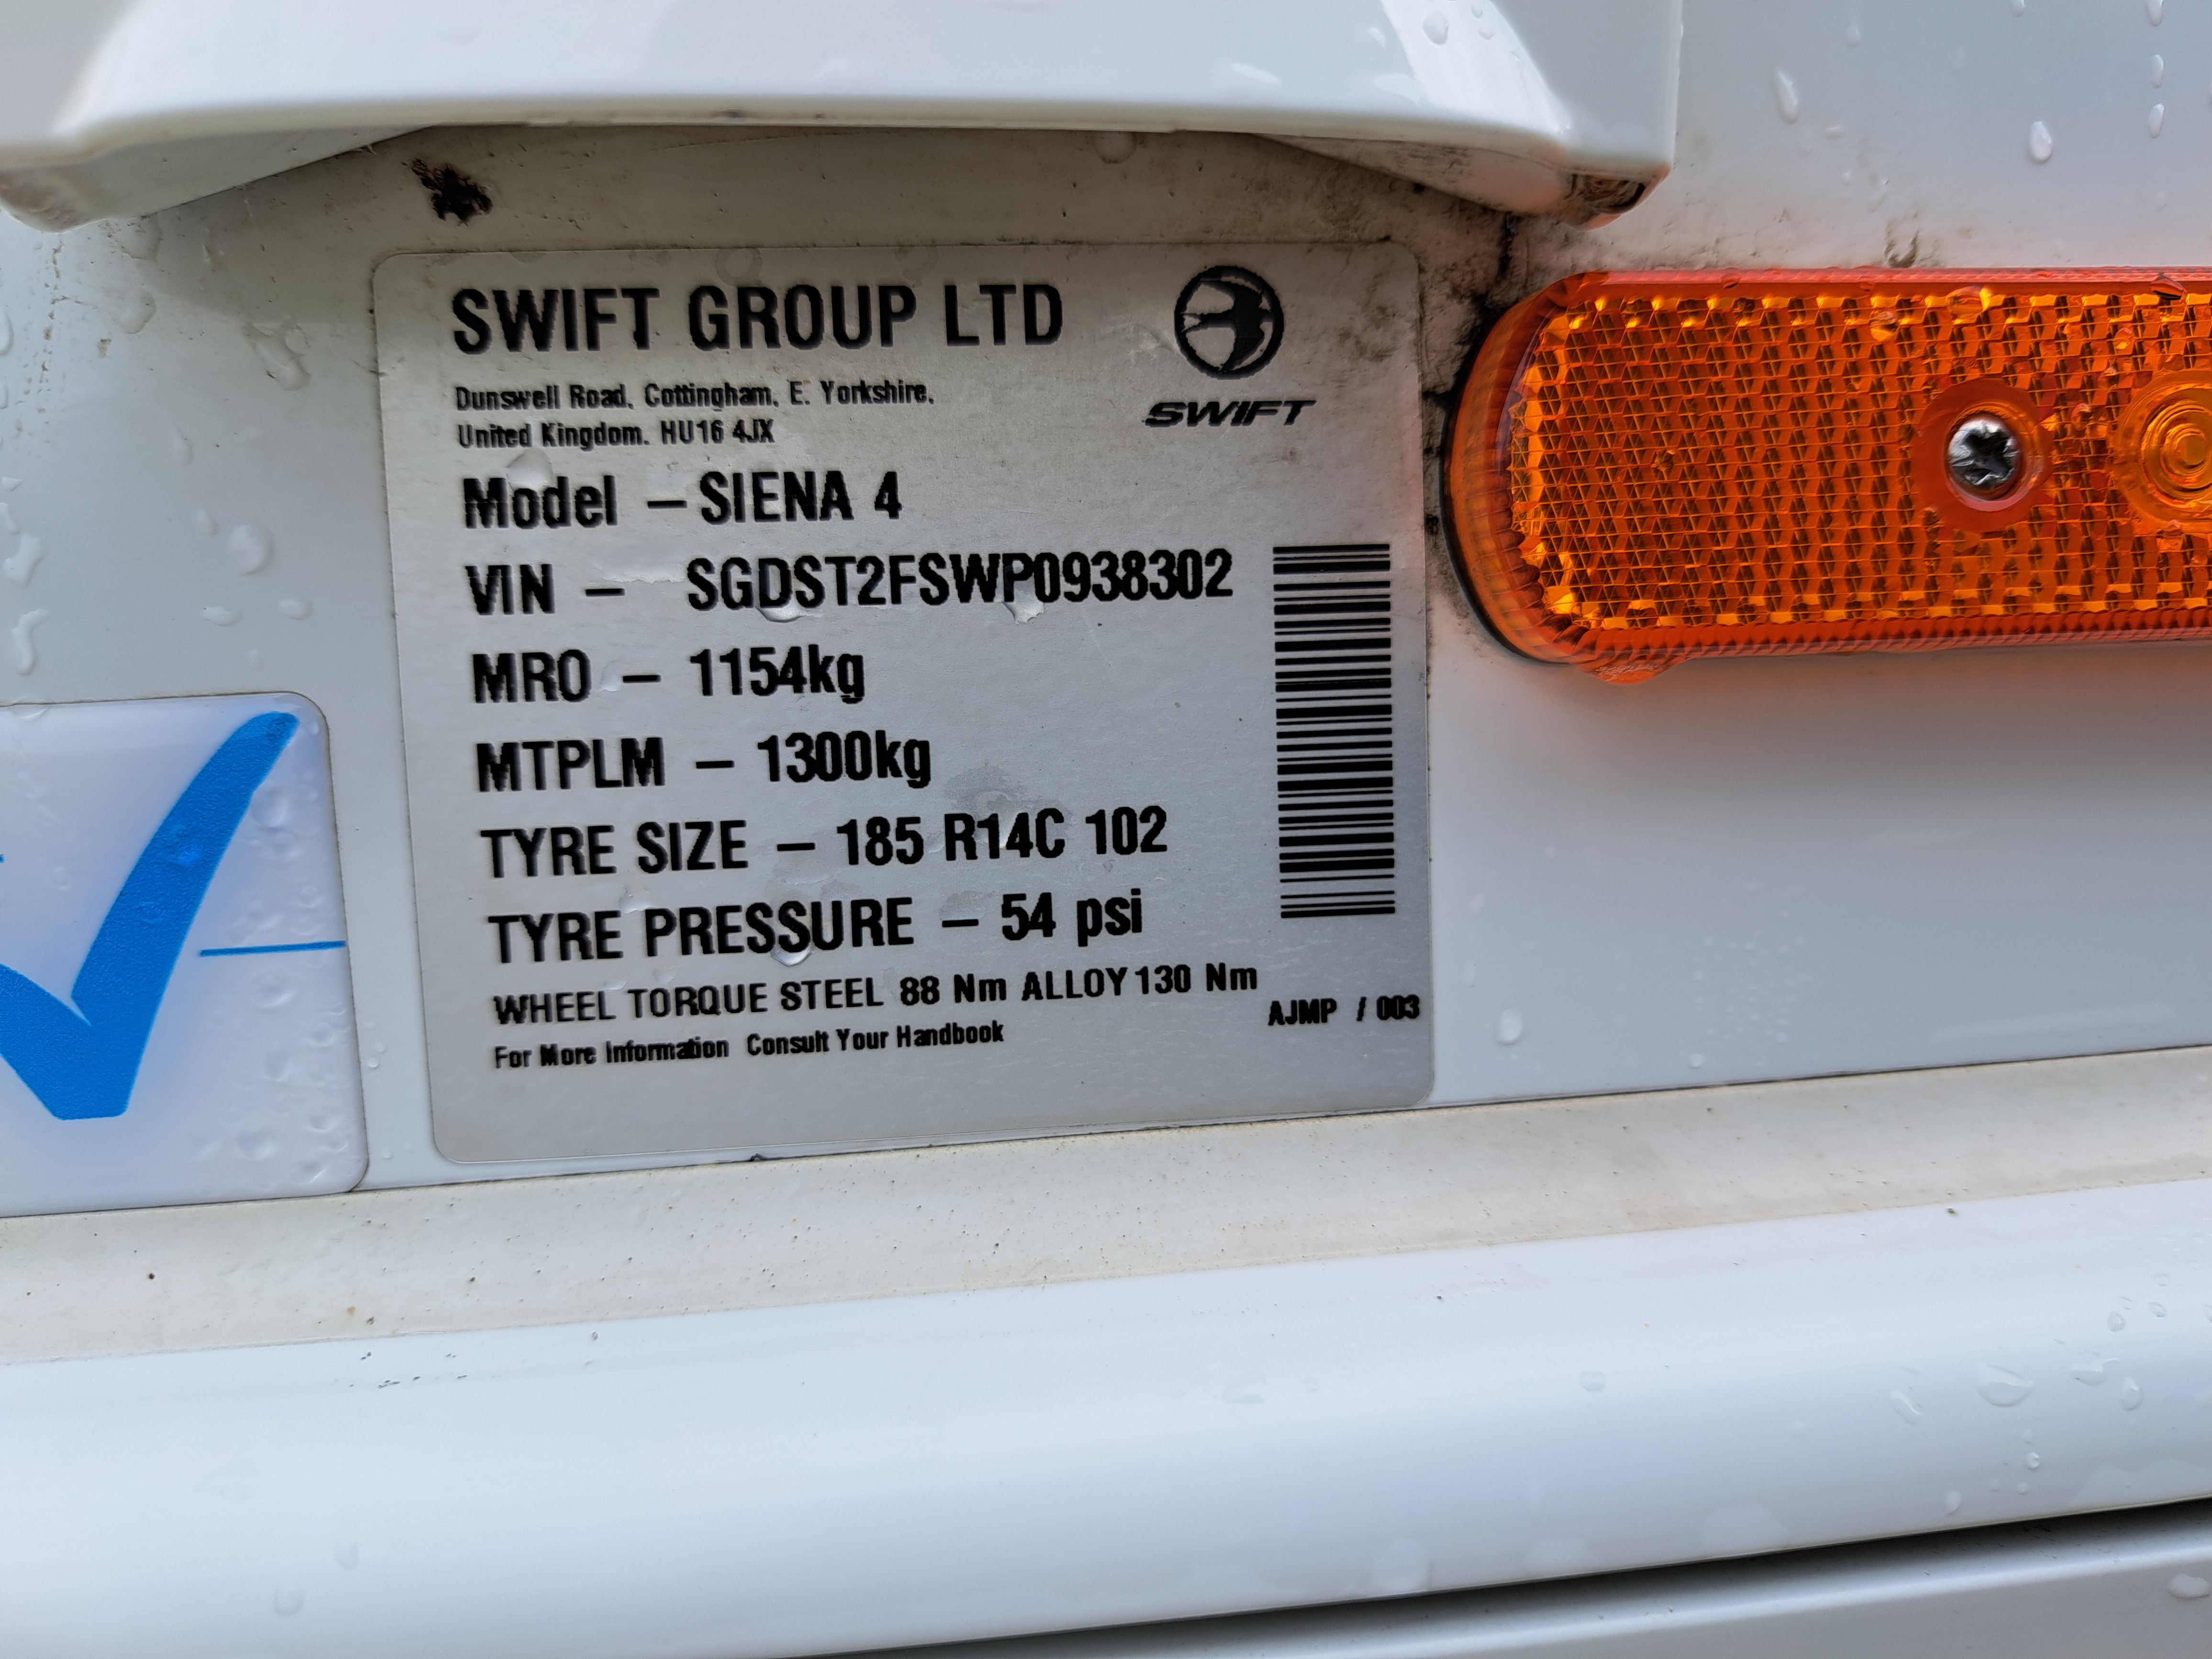 SWIFT GROUP LTD
SWIFT
Dunswell Road, Cottingham, E. Yorkshire,
United Kingdom. HU16 4JX
Model – SIENA 4
VIN – SGDST2FSWP0938302
MRO – 1154kg
MTPLM – 1300kg
TYRE SIZE – 185 R14C 102
TYRE PRESSURE – 54 psi
WHEEL TORQUE STEEL 88 Nm ALLOY 130 Nm
AJMP / 003
For More Information Consult Your Handbook